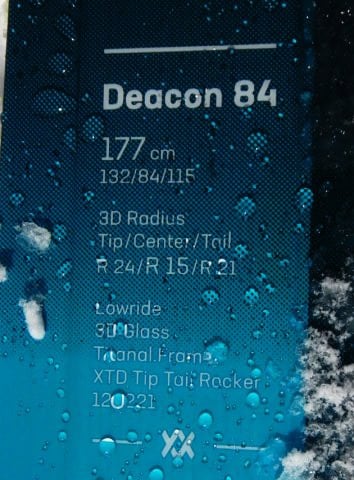 Deacon 84
177 cm
132/84/115
3D Radius
Tip/Center/Tail
R 24/R 15/R 21
Lowride
3D Glass
Titanal Frame
XTD Tip Tail Rocker